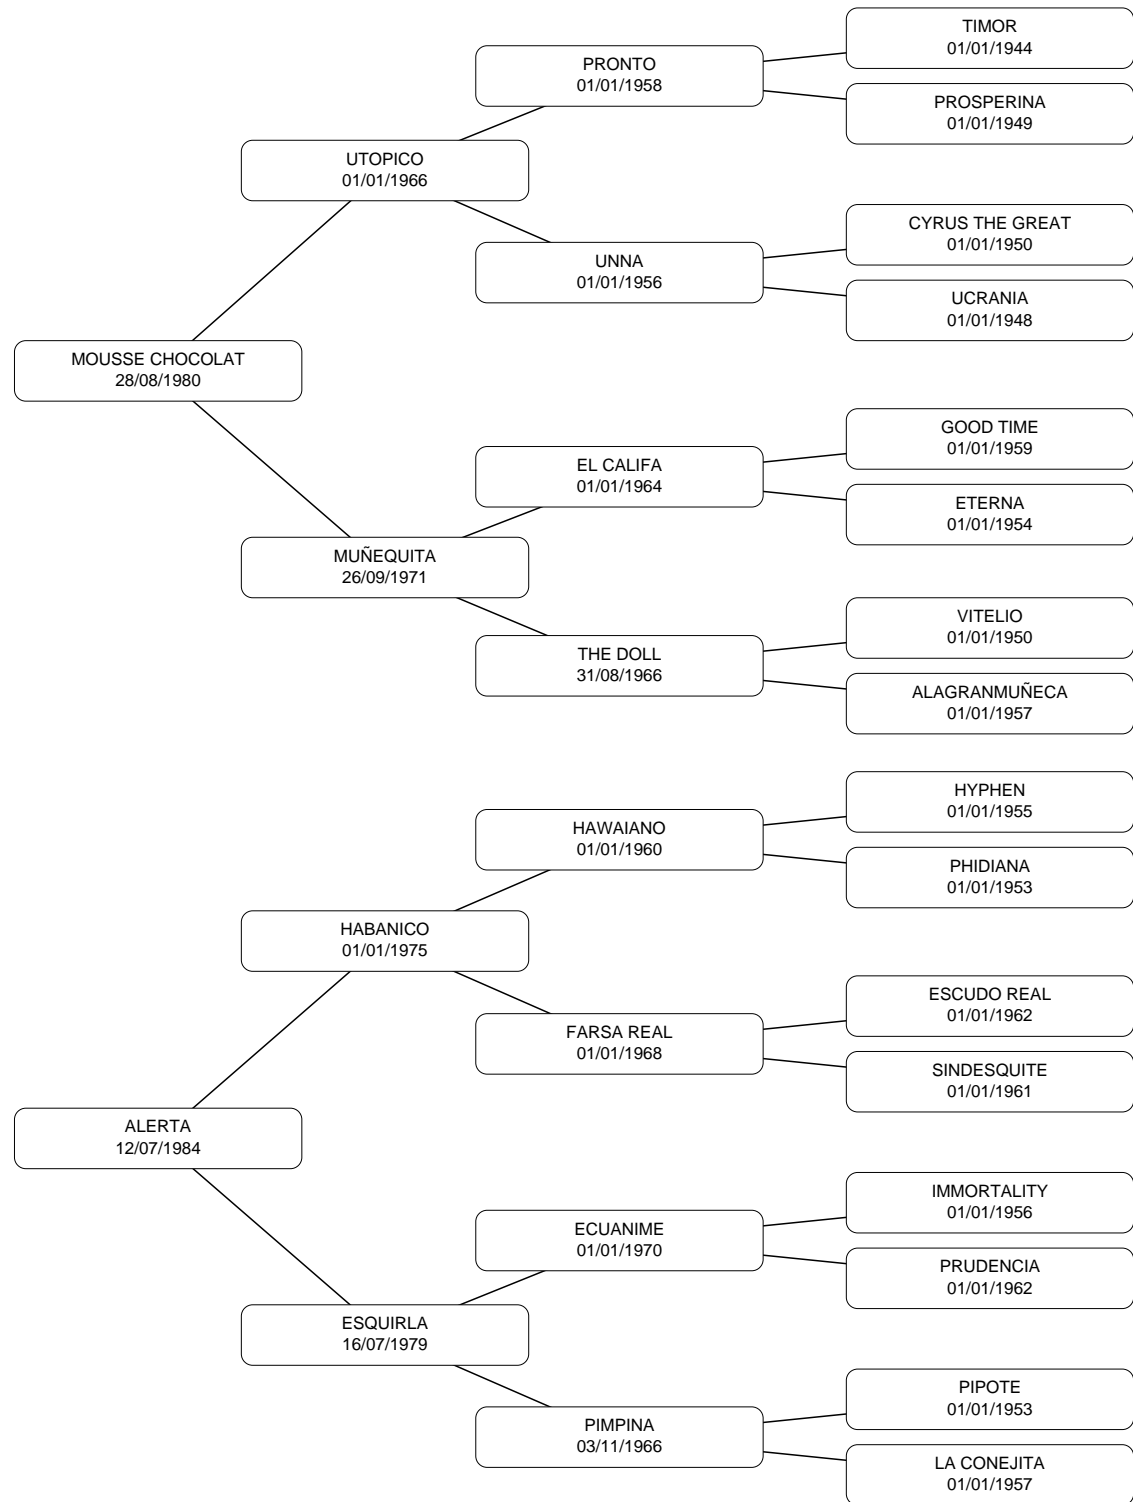 TIMOR
01/01/1944
PRONTO
01/01/1958
PROSPERINA
01/01/1949
UTOPICO
01/01/1966
CYRUS THE GREAT
01/01/1950
UNNA
01/01/1956
UCRANIA
01/01/1948
MOUSSE CHOCOLAT
28/08/1980
GOOD TIME
01/01/1959
EL CALIFA
01/01/1964
ETERNA
01/01/1954
MUÑEQUITA
26/09/1971
VITELIO
01/01/1950
THE DOLL
31/08/1966
ALAGRANMUÑECA
01/01/1957
HYPHEN
01/01/1955
HAWAIANO
01/01/1960
PHIDIANA
01/01/1953
HABANICO
01/01/1975
ESCUDO REAL
01/01/1962
FARSA REAL
01/01/1968
SINDESQUITE
01/01/1961
ALERTA
12/07/1984
IMMORTALITY
01/01/1956
ECUANIME
01/01/1970
PRUDENCIA
01/01/1962
ESQUIRLA
16/07/1979
PIPOTE
01/01/1953
PIMPINA
03/11/1966
LA CONEJITA
01/01/1957